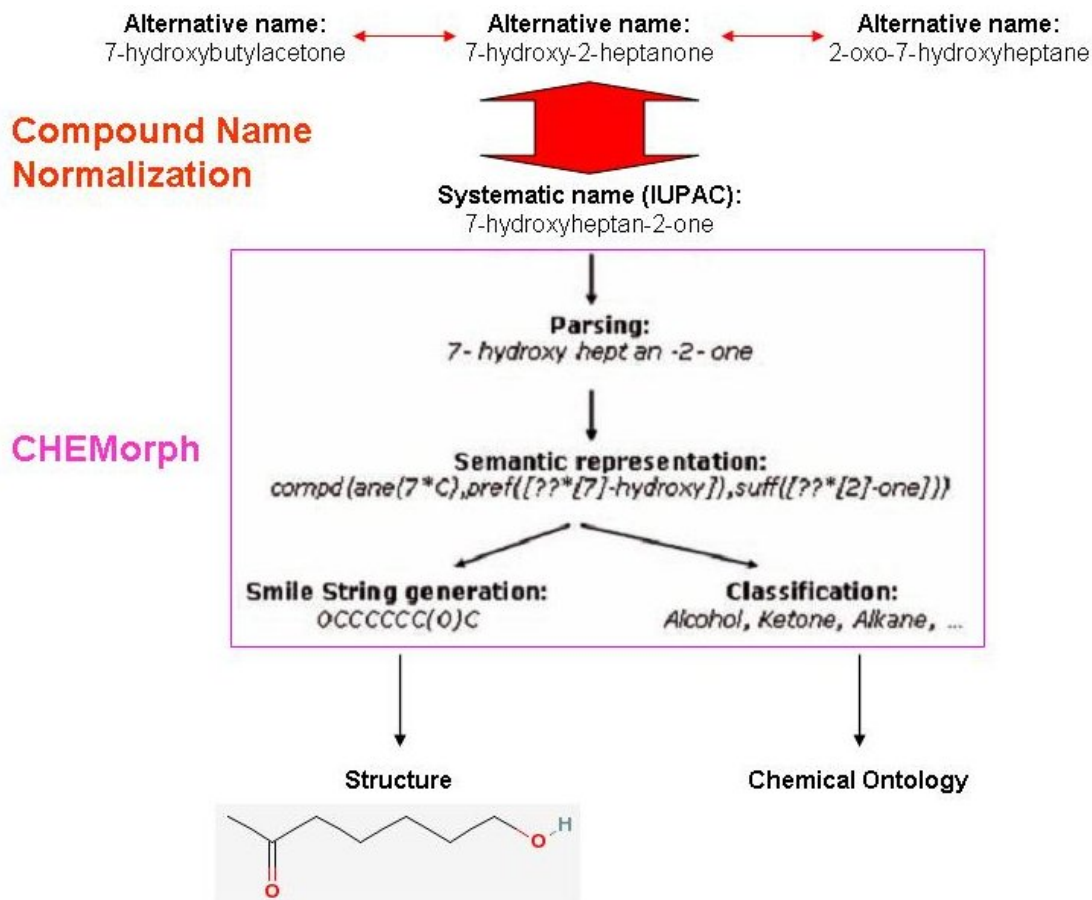 Alternative name: Alternative name: Alternative name:
7-hydroxybutylacetone 7-hydroxy-2-heptanone 2-oxo-7-hydroxyheptane
Compound Name
Normalization
Systematic name (IUPAC):
7-hydroxyheptan-2-one
Parsing:
7- hydroxy hept an -2- one
CHEMorph
Semantic representation:
compd(ane(7*C),pref([??*[7]-hydroxy]),suff([??*[2]-one]))
Smile String generation: Classification:
OCCCCCC(O)C Alcohol, Ketone, Alkane, ...
Structure Chemical Ontology
H
O
O